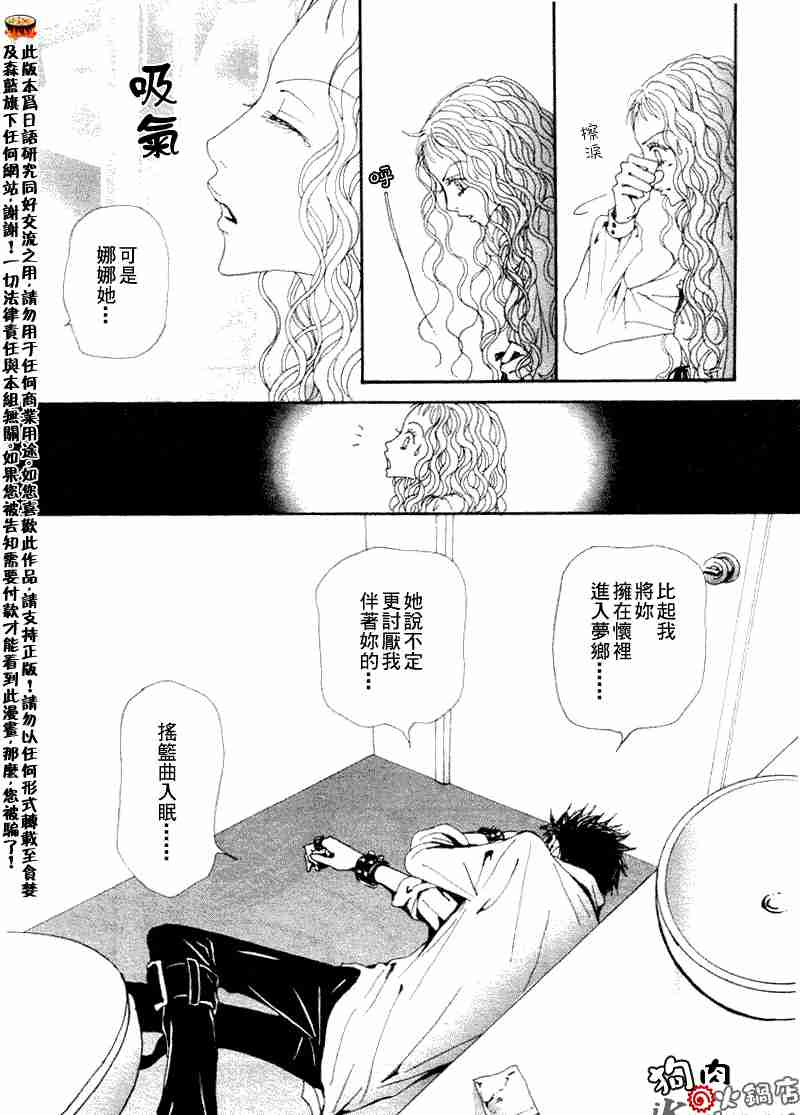 擦淚
呼
吸氣
可是
娜娜她…
比起我
將妳
擁在懷裡
進入夢鄉…
她說不定
更討厭我
伴著妳的…
搖籃曲入眠……
此版本爲日語研究同好交流之用，請勿用于任何商業用途。如您喜歡此作品，請支持正版！請勿以任何形式轉載至貪婪
及森藍旗下任何網站，謝謝！一切法律責任與本組無關。如果您被告知需要付款才能看到此漫畫，那麼，您被騙了！
狗肉
火鍋店